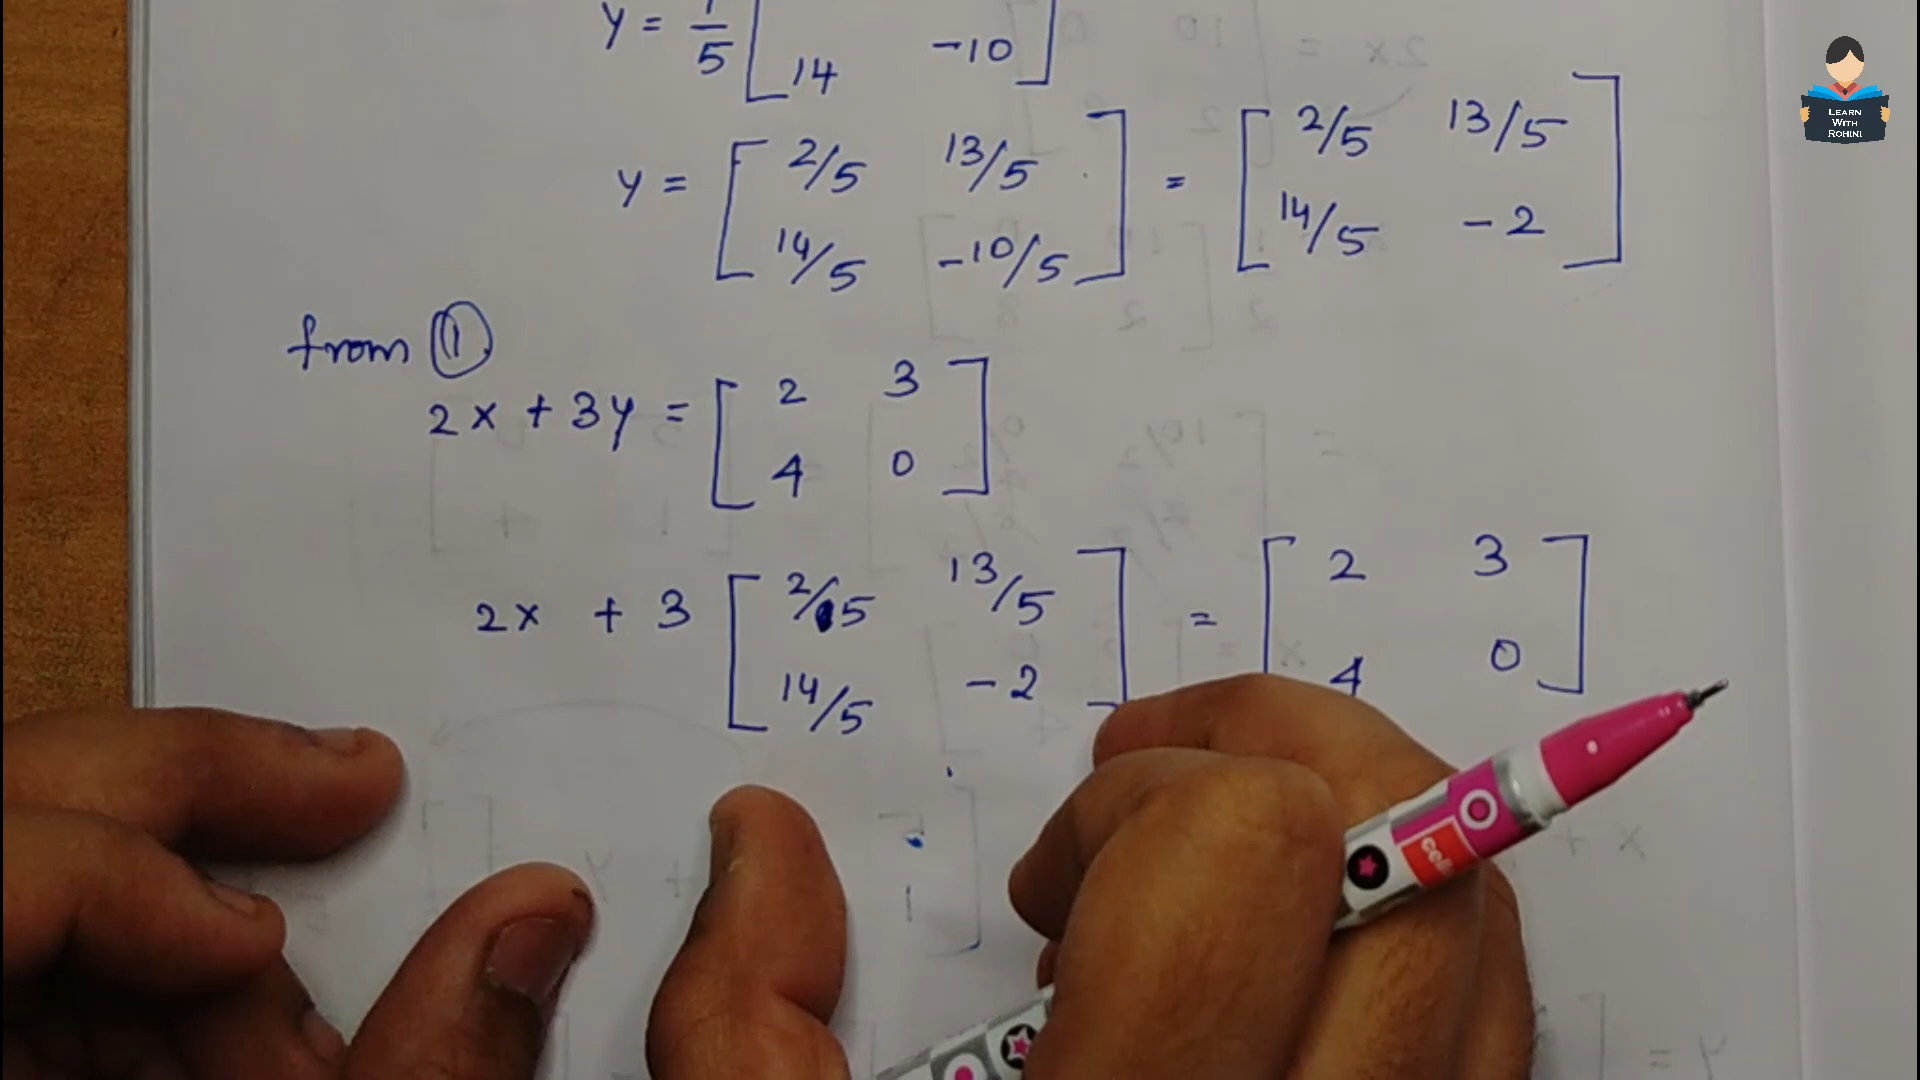 LEARN
WITH
ROHINI
y = 1/5 [
14 -10 ]
y = [ 2/5 13/5
14/5 -10/5 ] = [ 2/5 13/5
14/5 -2 ]
from ①
2x + 3y = [ 2 3
4 0 ]
2x + 3 [ 2/5 13/5
14/5 -2 ] = [ 2 3
4 0 ]
cello